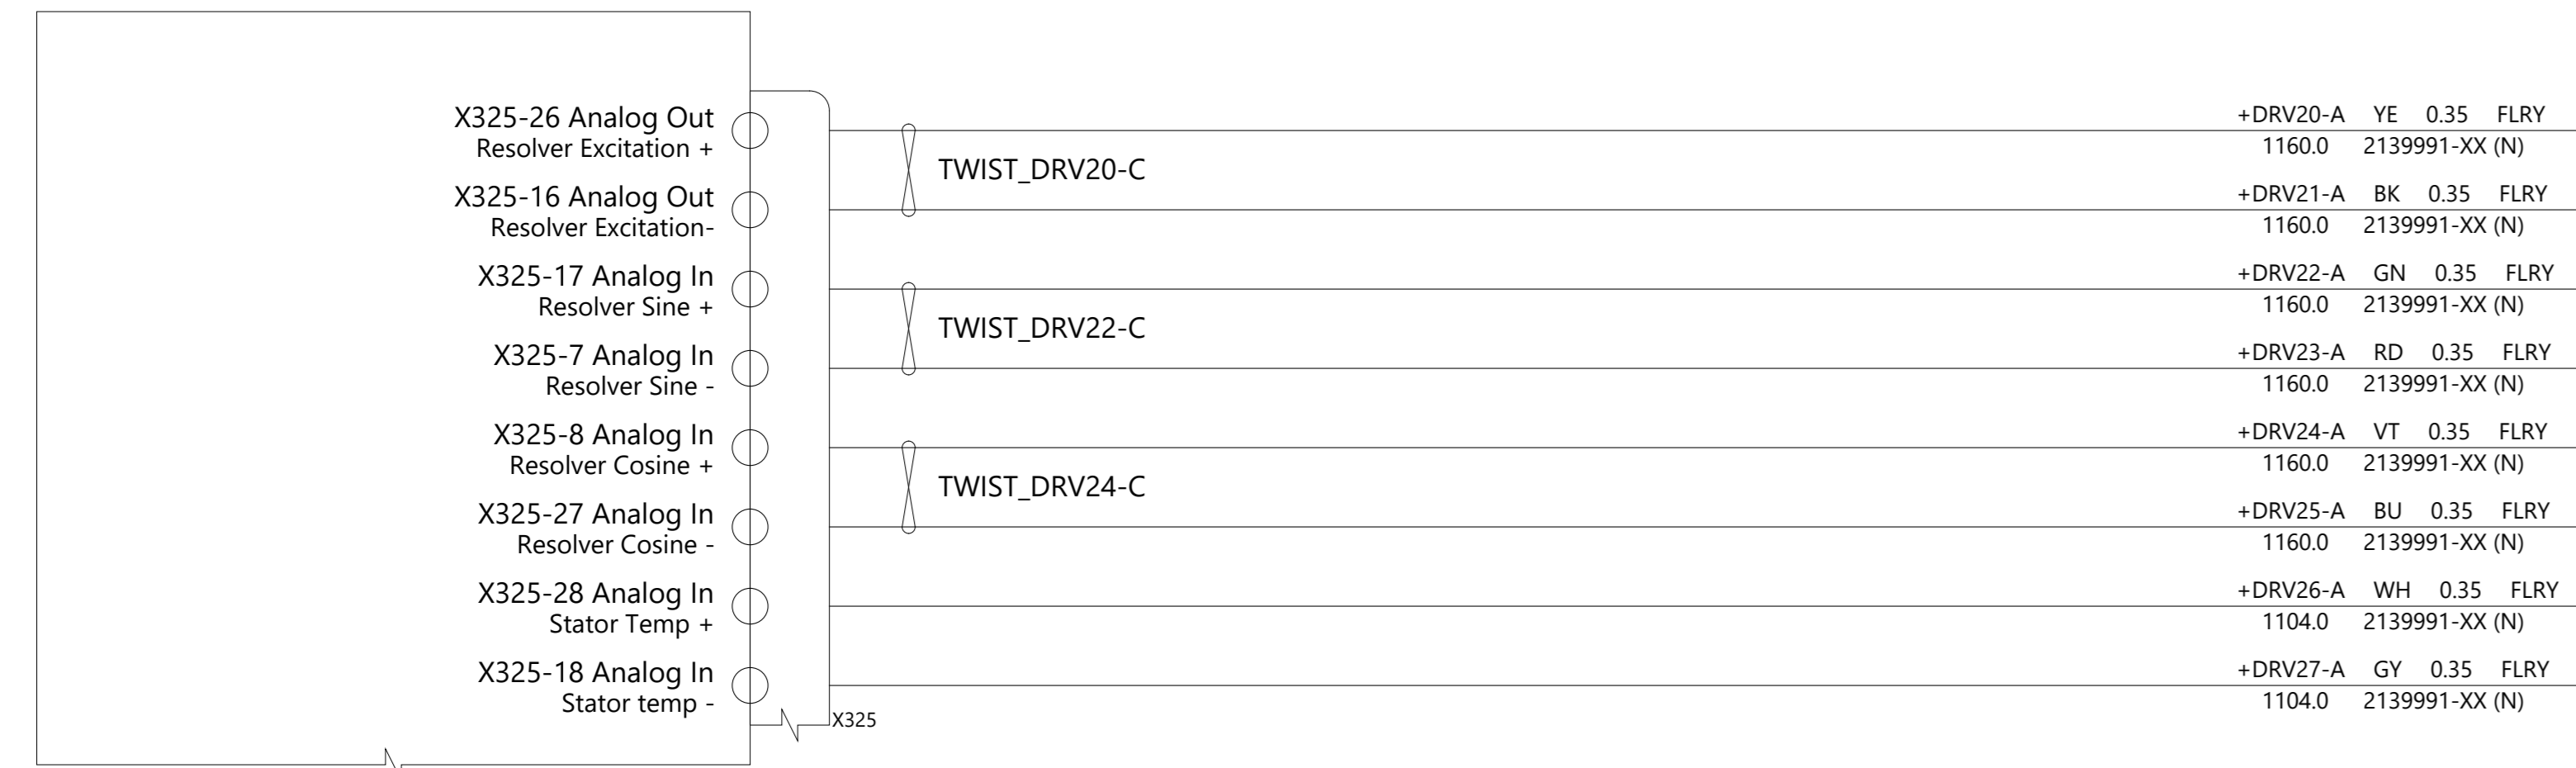 X325-26 Analog Out
Resolver Excitation +
+DRV20-A YE 0.35 FLRY
1160.0 2139991-XX (N)
TWIST_DRV20-C
X325-16 Analog Out
Resolver Excitation-
+DRV21-A BK 0.35 FLRY
1160.0 2139991-XX (N)
X325-17 Analog In
Resolver Sine +
+DRV22-A GN 0.35 FLRY
1160.0 2139991-XX (N)
TWIST_DRV22-C
X325-7 Analog In
Resolver Sine -
+DRV23-A RD 0.35 FLRY
1160.0 2139991-XX (N)
X325-8 Analog In
Resolver Cosine +
+DRV24-A VT 0.35 FLRY
1160.0 2139991-XX (N)
TWIST_DRV24-C
X325-27 Analog In
Resolver Cosine -
+DRV25-A BU 0.35 FLRY
1160.0 2139991-XX (N)
X325-28 Analog In
Stator Temp +
+DRV26-A WH 0.35 FLRY
1104.0 2139991-XX (N)
X325-18 Analog In
Stator temp -
+DRV27-A GY 0.35 FLRY
1104.0 2139991-XX (N)
X325